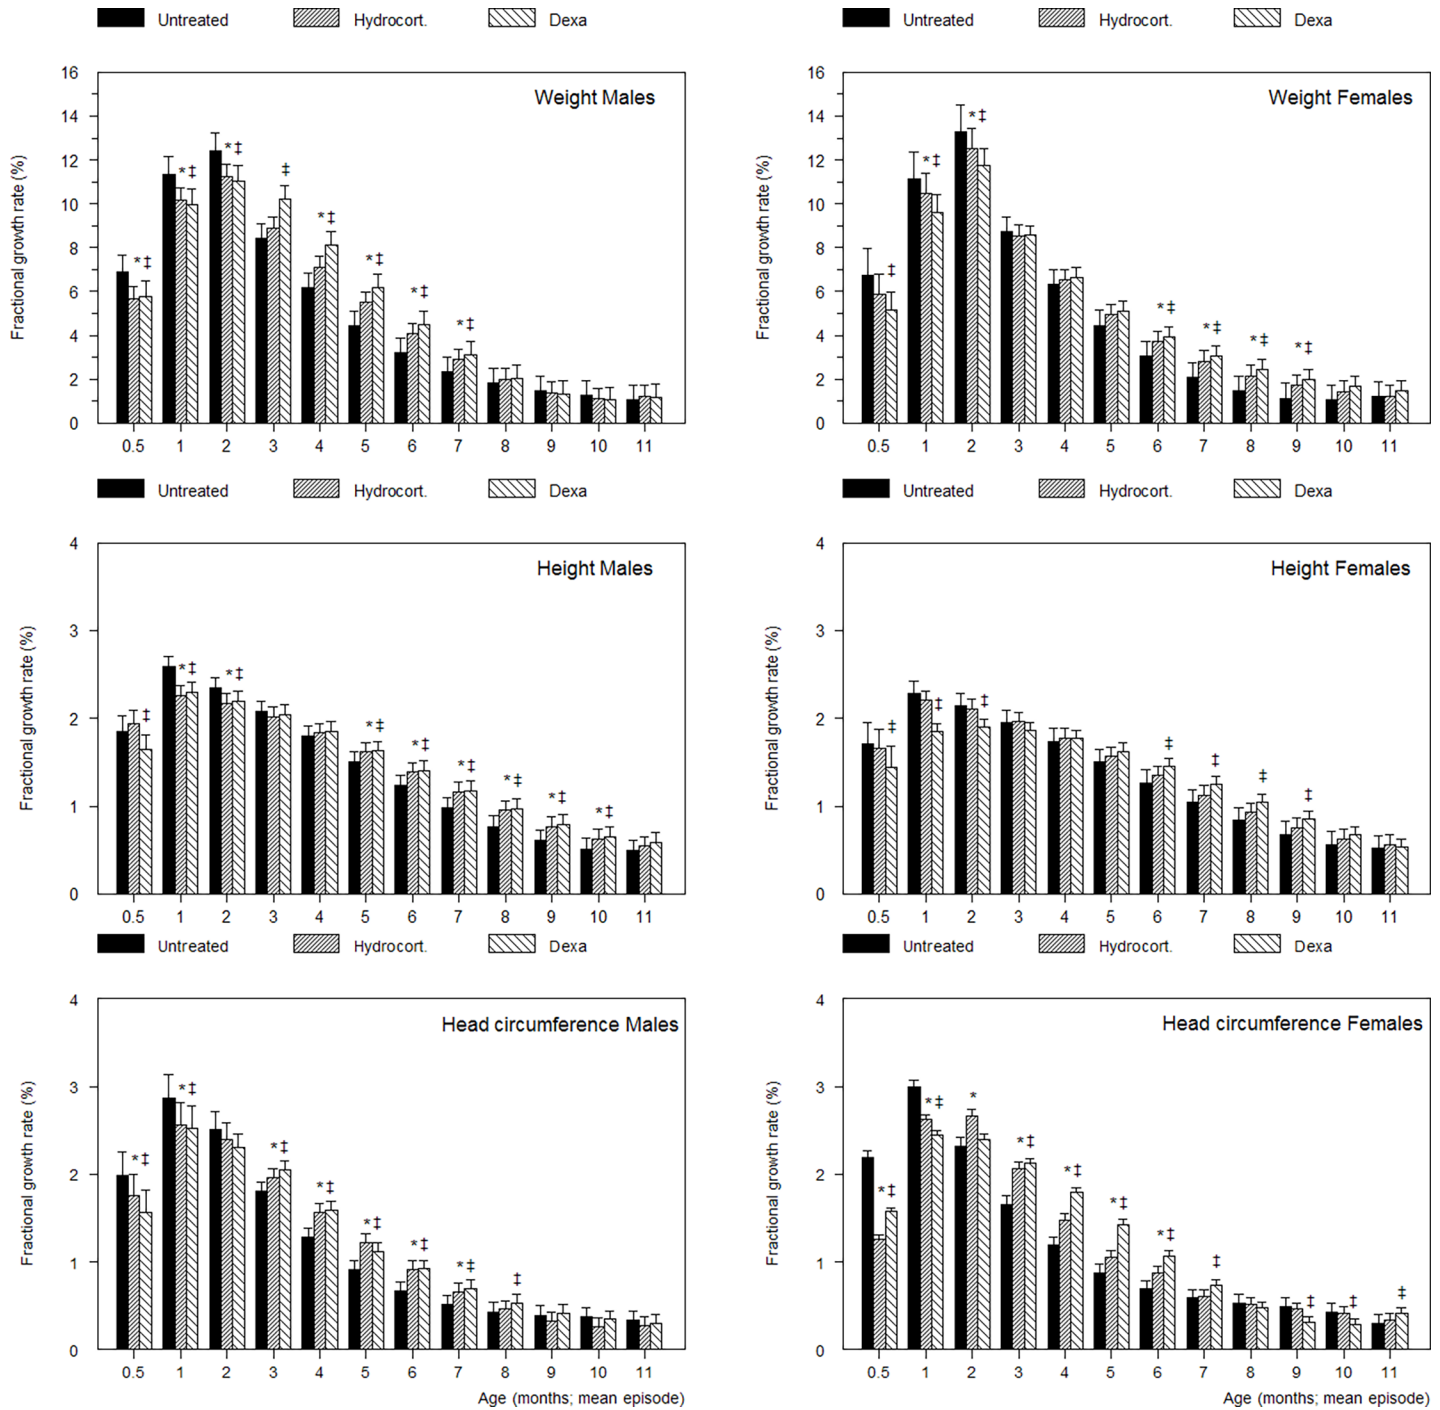 Untreated Hydrocort. Dexa
Weight Males
Fractional growth rate (%)
16
14
12
10
8
6
4
2
0
*‡ *‡ *‡ ‡ *‡ *‡ *‡ *‡
0.5 1 2 3 4 5 6 7 8 9 10 11
Untreated Hydrocort. Dexa
Weight Females
Fractional growth rate (%)
16
14
12
10
8
6
4
2
0
‡ *‡ *‡ *‡ *‡ *‡ *‡
0.5 1 2 3 4 5 6 7 8 9 10 11
Untreated Hydrocort. Dexa
Height Males
Fractional growth rate (%)
4
3
2
1
0
‡ *‡ *‡ *‡ *‡ *‡ *‡ *‡ *‡
0.5 1 2 3 4 5 6 7 8 9 10 11
Untreated Hydrocort. Dexa
Height Females
Fractional growth rate (%)
4
3
2
1
0
‡ ‡ ‡ ‡ ‡ ‡ ‡
0.5 1 2 3 4 5 6 7 8 9 10 11
Untreated Hydrocort. Dexa
Head circumference Males
Fractional growth rate (%)
4
3
2
1
0
*‡ *‡ *‡ *‡ *‡ *‡ *‡ ‡
0.5 1 2 3 4 5 6 7 8 9 10 11
Age (months; mean episode)
Untreated Hydrocort. Dexa
Head circumference Females
Fractional growth rate (%)
4
3
2
1
0
*‡ *‡ * *‡ *‡ *‡ *‡ ‡ ‡ ‡ ‡
0.5 1 2 3 4 5 6 7 8 9 10 11
Age (months; mean episode)